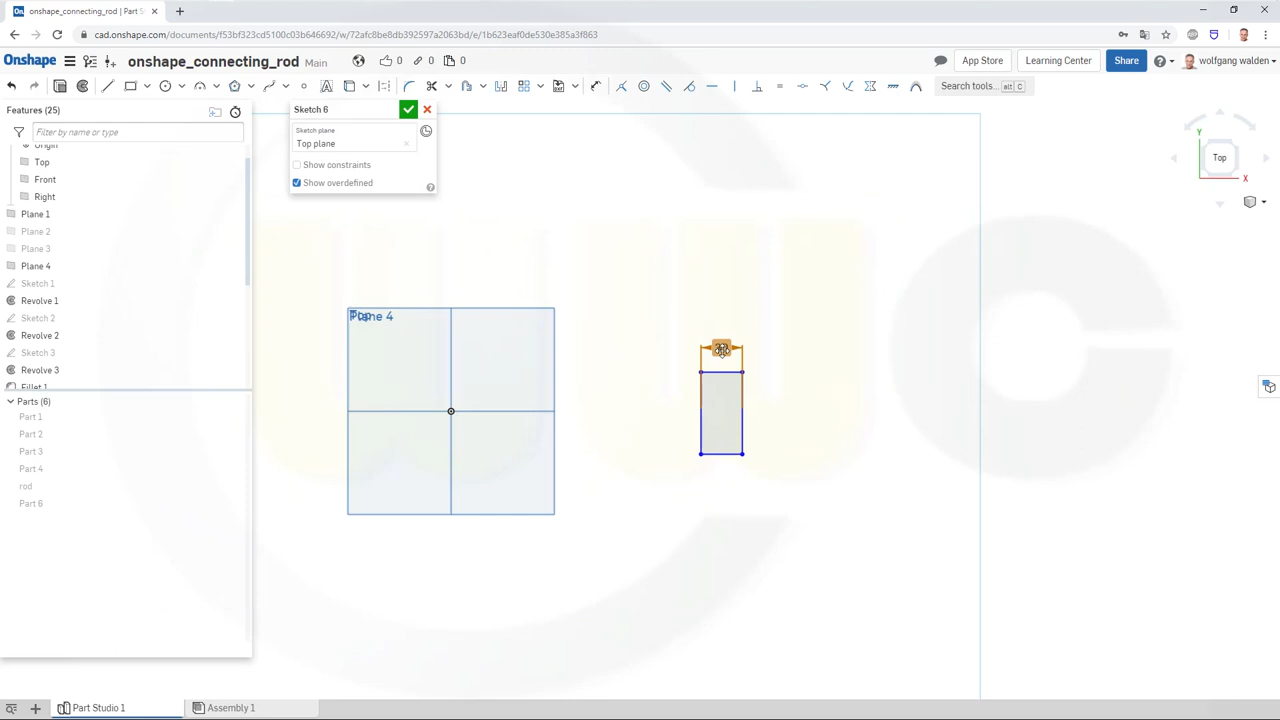 onshape_connecting_rod | Part S
cad.onshape.com/documents/f53bf323cd5100c03b646692/w/72afc8be8db392597a2063bd/e/1b623eaf0de530e385a3f868
Onshape
onshape_connecting_rod Main
0
0
0
App Store
Learning Center
Share
wolfgang walden
Search tools...
alt C
Features (25)
Filter by name or type
Origin
Top
Front
Right
Plane 1
Plane 2
Plane 3
Plane 4
Sketch 1
Revolve 1
Sketch 2
Revolve 2
Sketch 3
Revolve 3
Fillet 1
Parts (6)
Part 1
Part 2
Part 3
Part 4
rod
Part 6
Sketch 6
Sketch plane
Top plane
Show constraints
Show overdefined
Top
Plane 4
Y
Top
X
Part Studio 1
Assembly 1